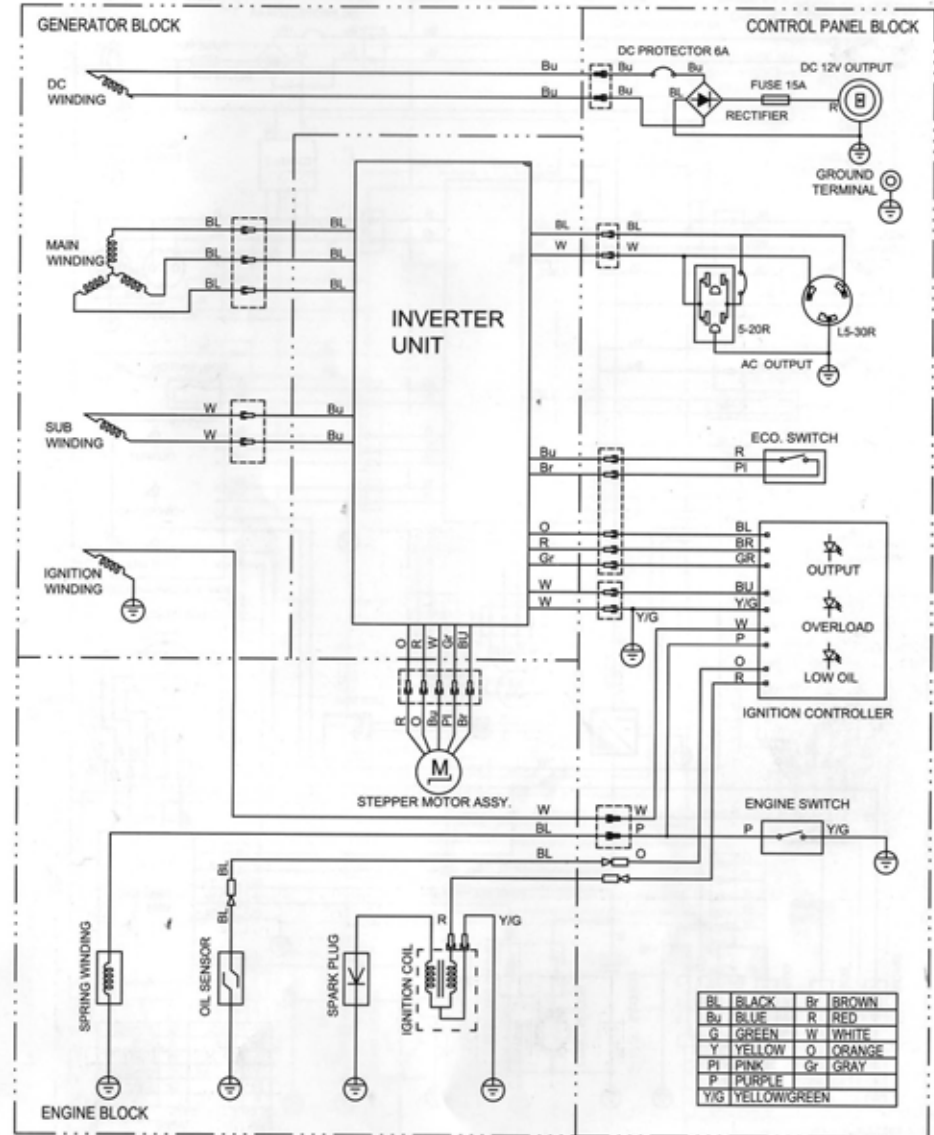 GENERATOR BLOCK
CONTROL PANEL BLOCK
DC
WINDING
Bu
Bu
Bu
Bu
DC PROTECTOR 6A
Bu
BL
RECTIFIER
FUSE 15A
DC 12V OUTPUT
R
GROUND
TERMINAL
MAIN
WINDING
BL
BL
BL
BL
BL
BL
INVERTER
UNIT
BL
W
BL
W
5-20R
L5-30R
AC OUTPUT
SUB
WINDING
W
W
Bu
Bu
Bu
Br
R
PI
ECO. SWITCH
IGNITION
WINDING
O
R
Gr
W
W
Y/G
BL
BR
GR
BU
Y/G
W
P
O
R
OUTPUT
OVERLOAD
LOW OIL
IGNITION CONTROLLER
O
R
W
Gr
BU
R
O
Bu
PI
Br
M
STEPPER MOTOR ASSY.
W
BL
BL
W
P
O
ENGINE SWITCH
P
Y/G
BL
BL
SPRING WINDING
OIL SENSOR
SPARK PLUG
IGNITION COIL
R
Y/G
ENGINE BLOCK
BL BLACK Br BROWN
Bu BLUE R RED
G GREEN W WHITE
Y YELLOW O ORANGE
PI PINK Gr GRAY
P PURPLE
Y/G YELLOW/GREEN